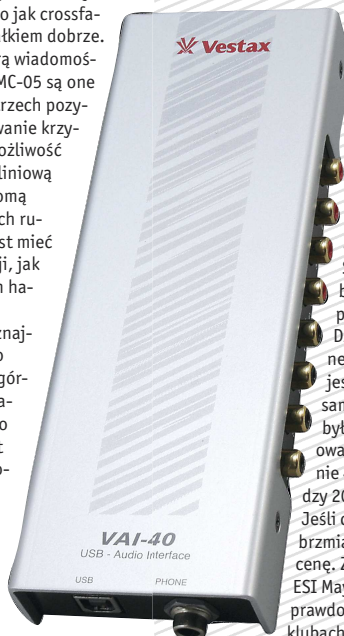 o jak crossfa-
ałkiem dobrze.
rą wiadomoś-
MC-05 są one
rzech pozy-
wanie krzy-
ożliwość
liniową
omą
ch ru-
st mieć
ji, jak
h ha-
znaj-
o
gór-
a-
o
t
o-
Vestax
VAI-40
USB - Audio Interface
USB
PHONE
b
p
D
ne
jes
sam
był
owa
nie
dzy 20
Jeśli c
brzmia
cenę. Z
ESI May
prawdo
klubach